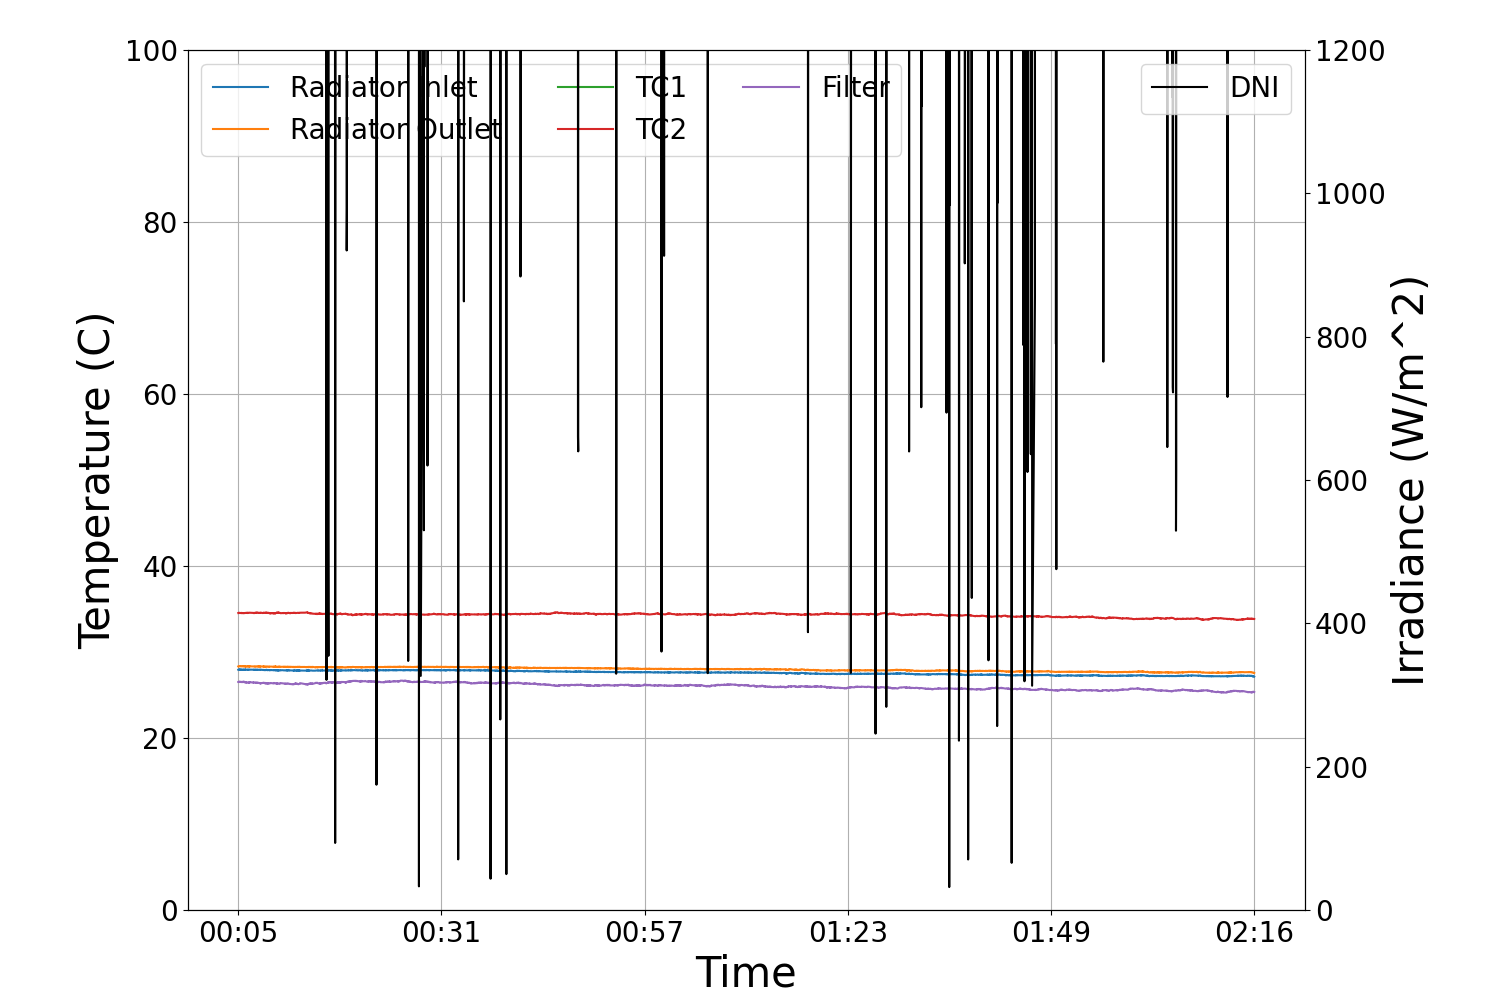 100
80
60
40
20
0
Temperature (C)
Radiator Inlet
Radiator Outlet
TC1
TC2
Filter
DNI
1200
1000
800
600
400
200
0
Irradiance (W/m^2)
00:05 00:31 00:57 01:23 01:49 02:16
Time